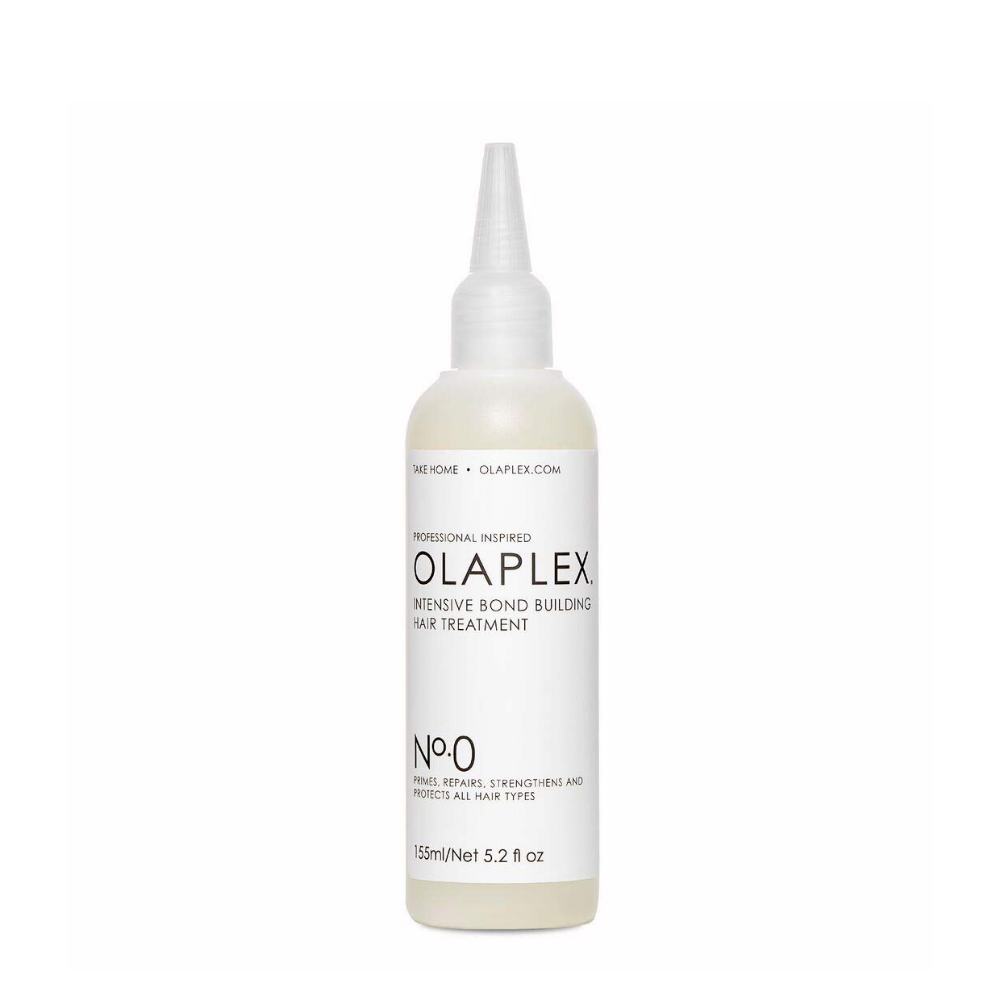 TAKE HOME • OLAPLEX.COM
PROFESSIONAL INSPIRED
OLAPLEX.
INTENSIVE BOND BUILDING
HAIR TREATMENT
Nº.0
PRIMES, REPAIRS, STRENGTHENS AND
PROTECTS ALL HAIR TYPES
155ml/Net 5.2 fl oz